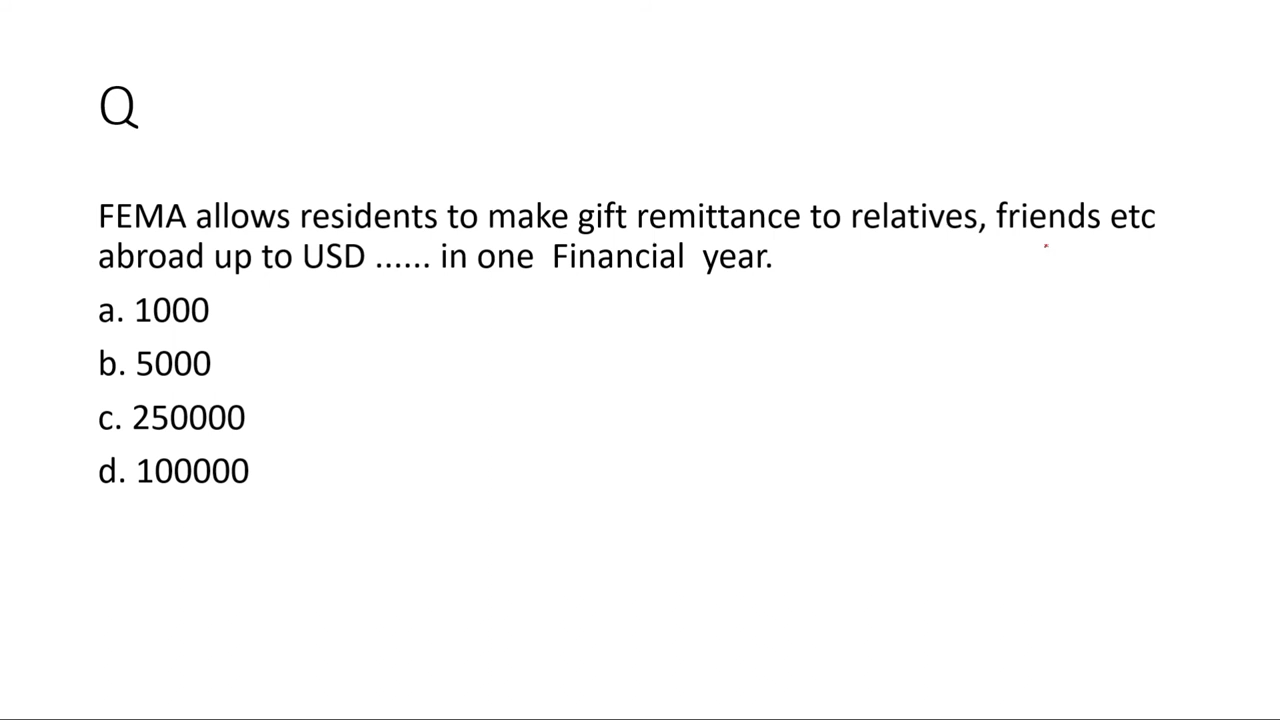 Q
FEMA allows residents to make gift remittance to relatives, friends etc
abroad up to USD ...... in one Financial year.
a. 1000
b. 5000
c. 250000
d. 100000